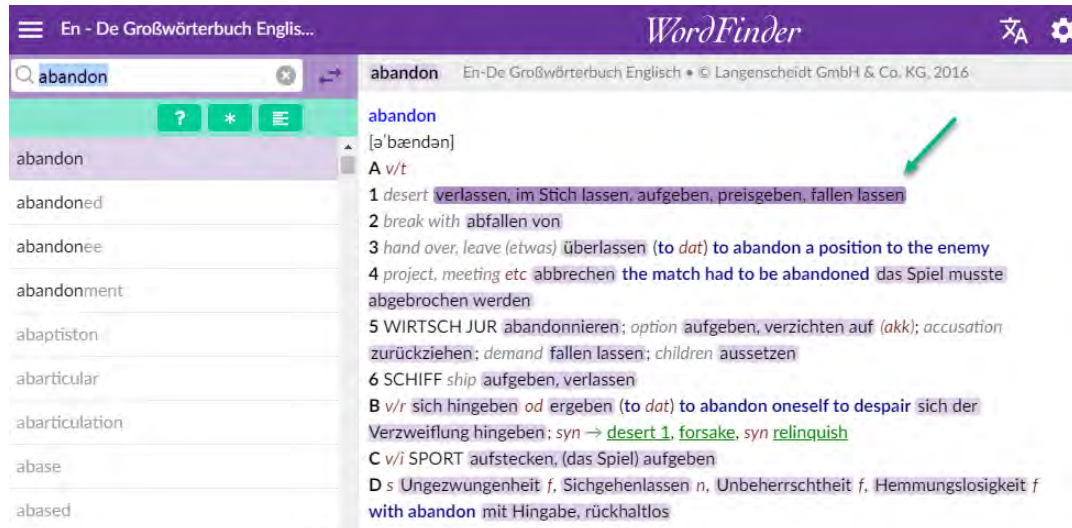 En - De Großwörterbuch Englis...
WordFinder
abandon
? *
abandon
abandoned
abandonee
abandonment
abaptiston
abarticular
abarticulation
abase
abased
abandon En-De Großwörterbuch Englisch • © Langenscheidt GmbH & Co. KG, 2016
abandon
[ə'bændən]
A v/t
1 desert verlassen, im Stich lassen, aufgeben, preisgeben, fallen lassen
2 break with abfallen von
3 hand over, leave (etwas) überlassen (to dat) to abandon a position to the enemy
4 project, meeting etc abbrechen the match had to be abandoned das Spiel musste
abgebrochen werden
5 WIRTSCH JUR abandonnieren; option aufgeben, verzichten auf (akk); accusation
zurückziehen; demand fallen lassen; children aussetzen
6 SCHIFF ship aufgeben, verlassen
B v/r sich hingeben od ergeben (to dat) to abandon oneself to despair sich der
Verzweiflung hingeben; syn → desert 1, forsake, syn relinquish
C v/i SPORT aufstecken, (das Spiel) aufgeben
D s Ungezwungenheit f, Sichgehenlassen n, Unbeherrschtheit f, Hemmungslosigkeit f
with abandon mit Hingabe, rückhaltlos